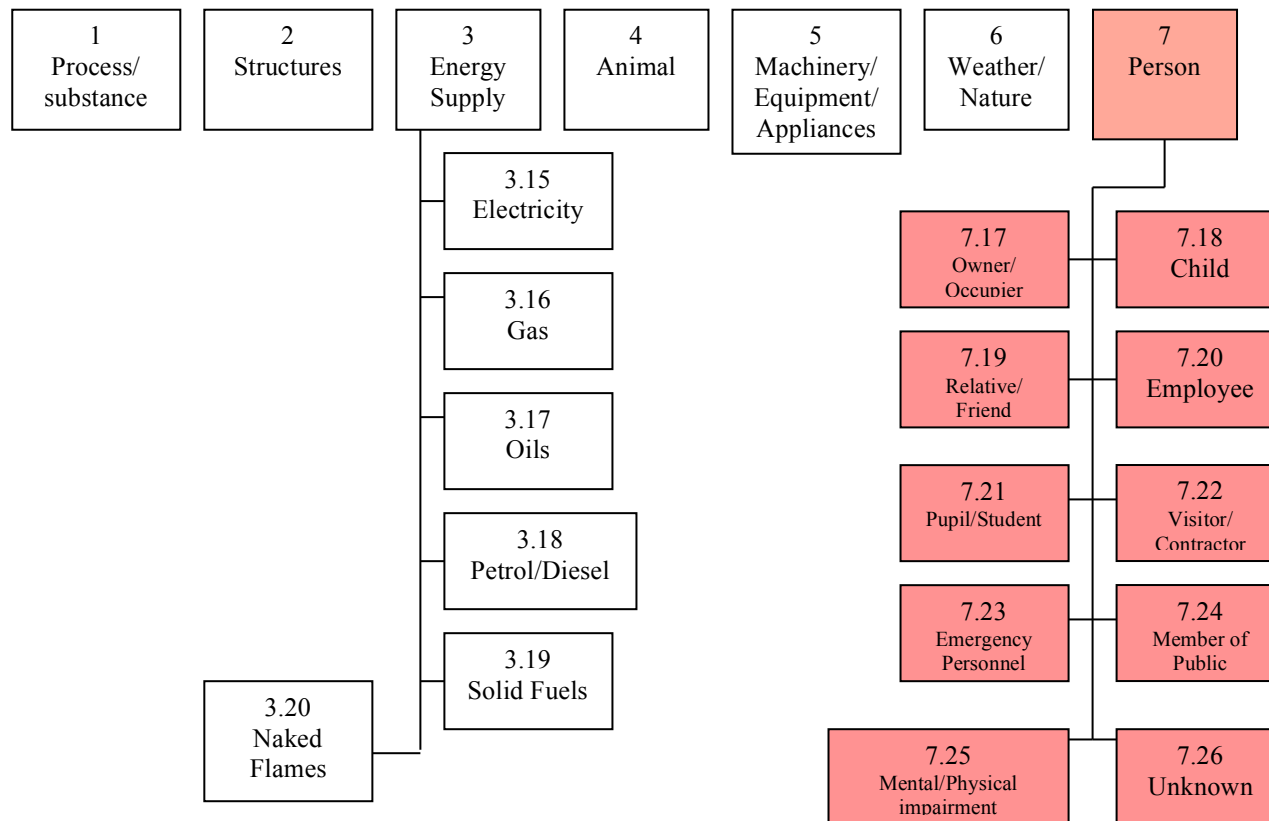 1
Process/
substance
2
Structures
3
Energy
Supply
4
Animal
5
Machinery/
Equipment/
Appliances
6
Weather/
Nature
7
Person
3.15
Electricity
3.16
Gas
3.17
Oils
3.18
Petrol/Diesel
3.19
Solid Fuels
3.20
Naked
Flames
7.17
Owner/
Occupier
7.18
Child
7.19
Relative/
Friend
7.20
Employee
7.21
Pupil/Student
7.22
Visitor/
Contractor
7.23
Emergency
Personnel
7.24
Member of
Public
7.25
Mental/Physical
impairment
7.26
Unknown